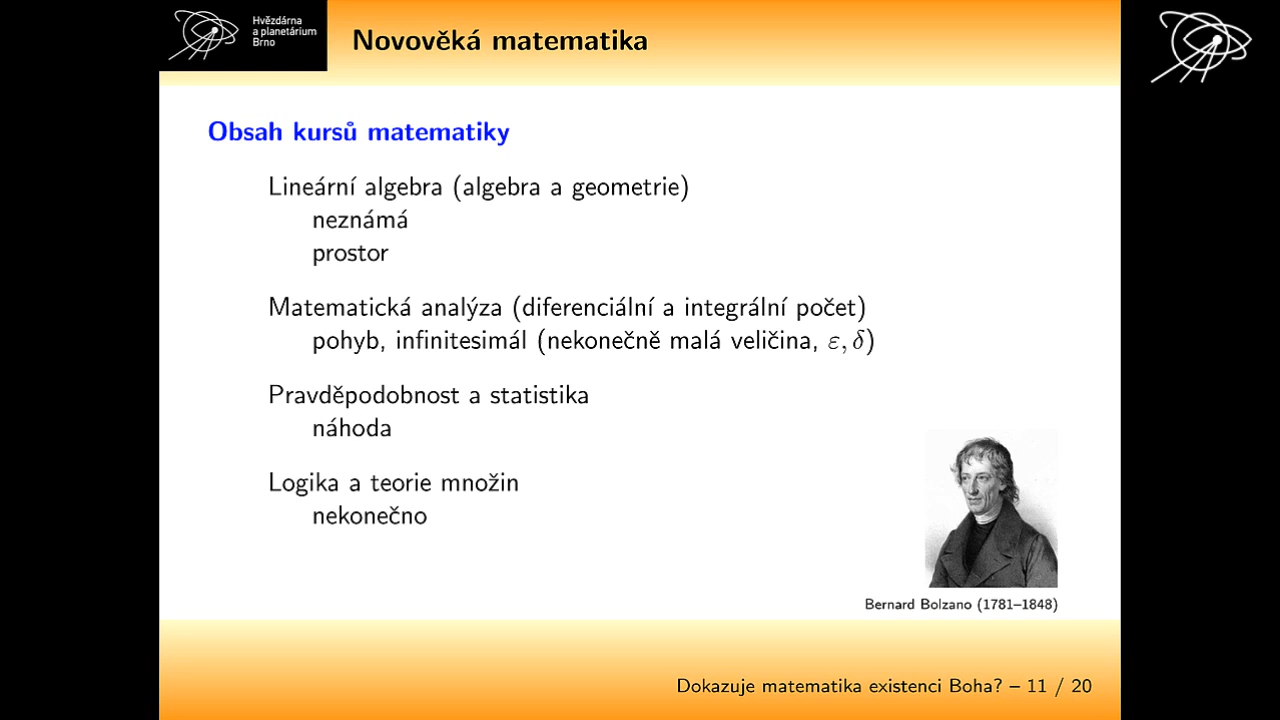 Hvězdárna
a planetárium
Brno
Novověká matematika
Obsah kursů matematiky
Lineární algebra (algebra a geometrie)
neznámá
prostor
Matematická analýza (diferenciální a integrální počet)
pohyb, infinitesimál (nekonečně malá veličina, ε, δ)
Pravděpodobnost a statistika
náhoda
Logika a teorie množin
nekonečno
Bernard Bolzano (1781–1848)
Dokazuje matematika existenci Boha? – 11 / 20